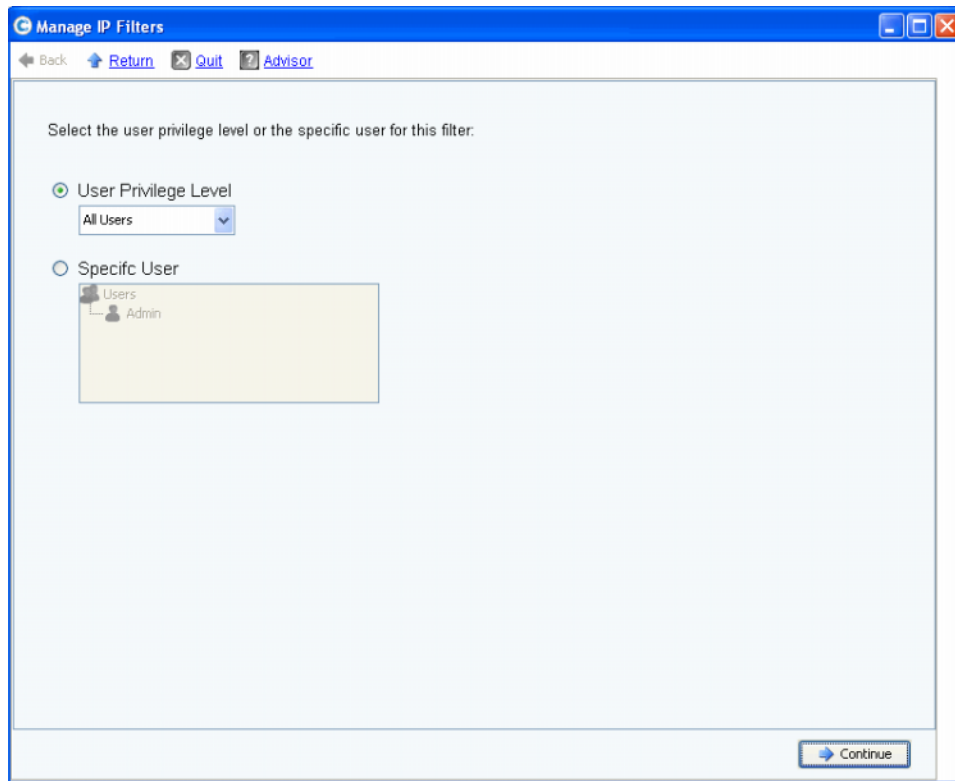 Manage IP Filters
Back Return Quit Advisor
Select the user privilege level or the specific user for this filter:
User Privilege Level
All Users
Specifc User
Users
Admin
Continue